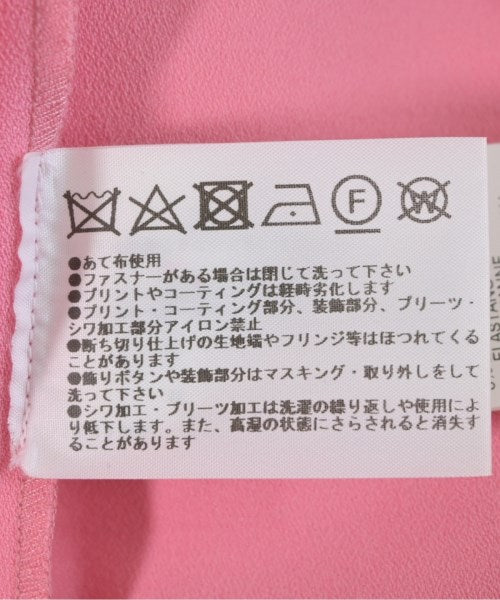 F W
●あて布使用
●ファスナーがある場合は閉じて洗って下さい
●プリントやコーティングは軽時劣化します
●プリント・コーティング部分、装飾部分、プリーツ・
シワ加工部分アイロン禁止
●断ち切り仕上げの生地端やフリンジ等はほつれてくる
ことがあります
●飾りボタンや装飾部分はマスキング・取り外しをして
洗って下さい
●シワ加工・プリーツ加工は洗濯の繰り返しや使用によ
り低下します。また、高湿の状態にさらされると消失す
ることがあります